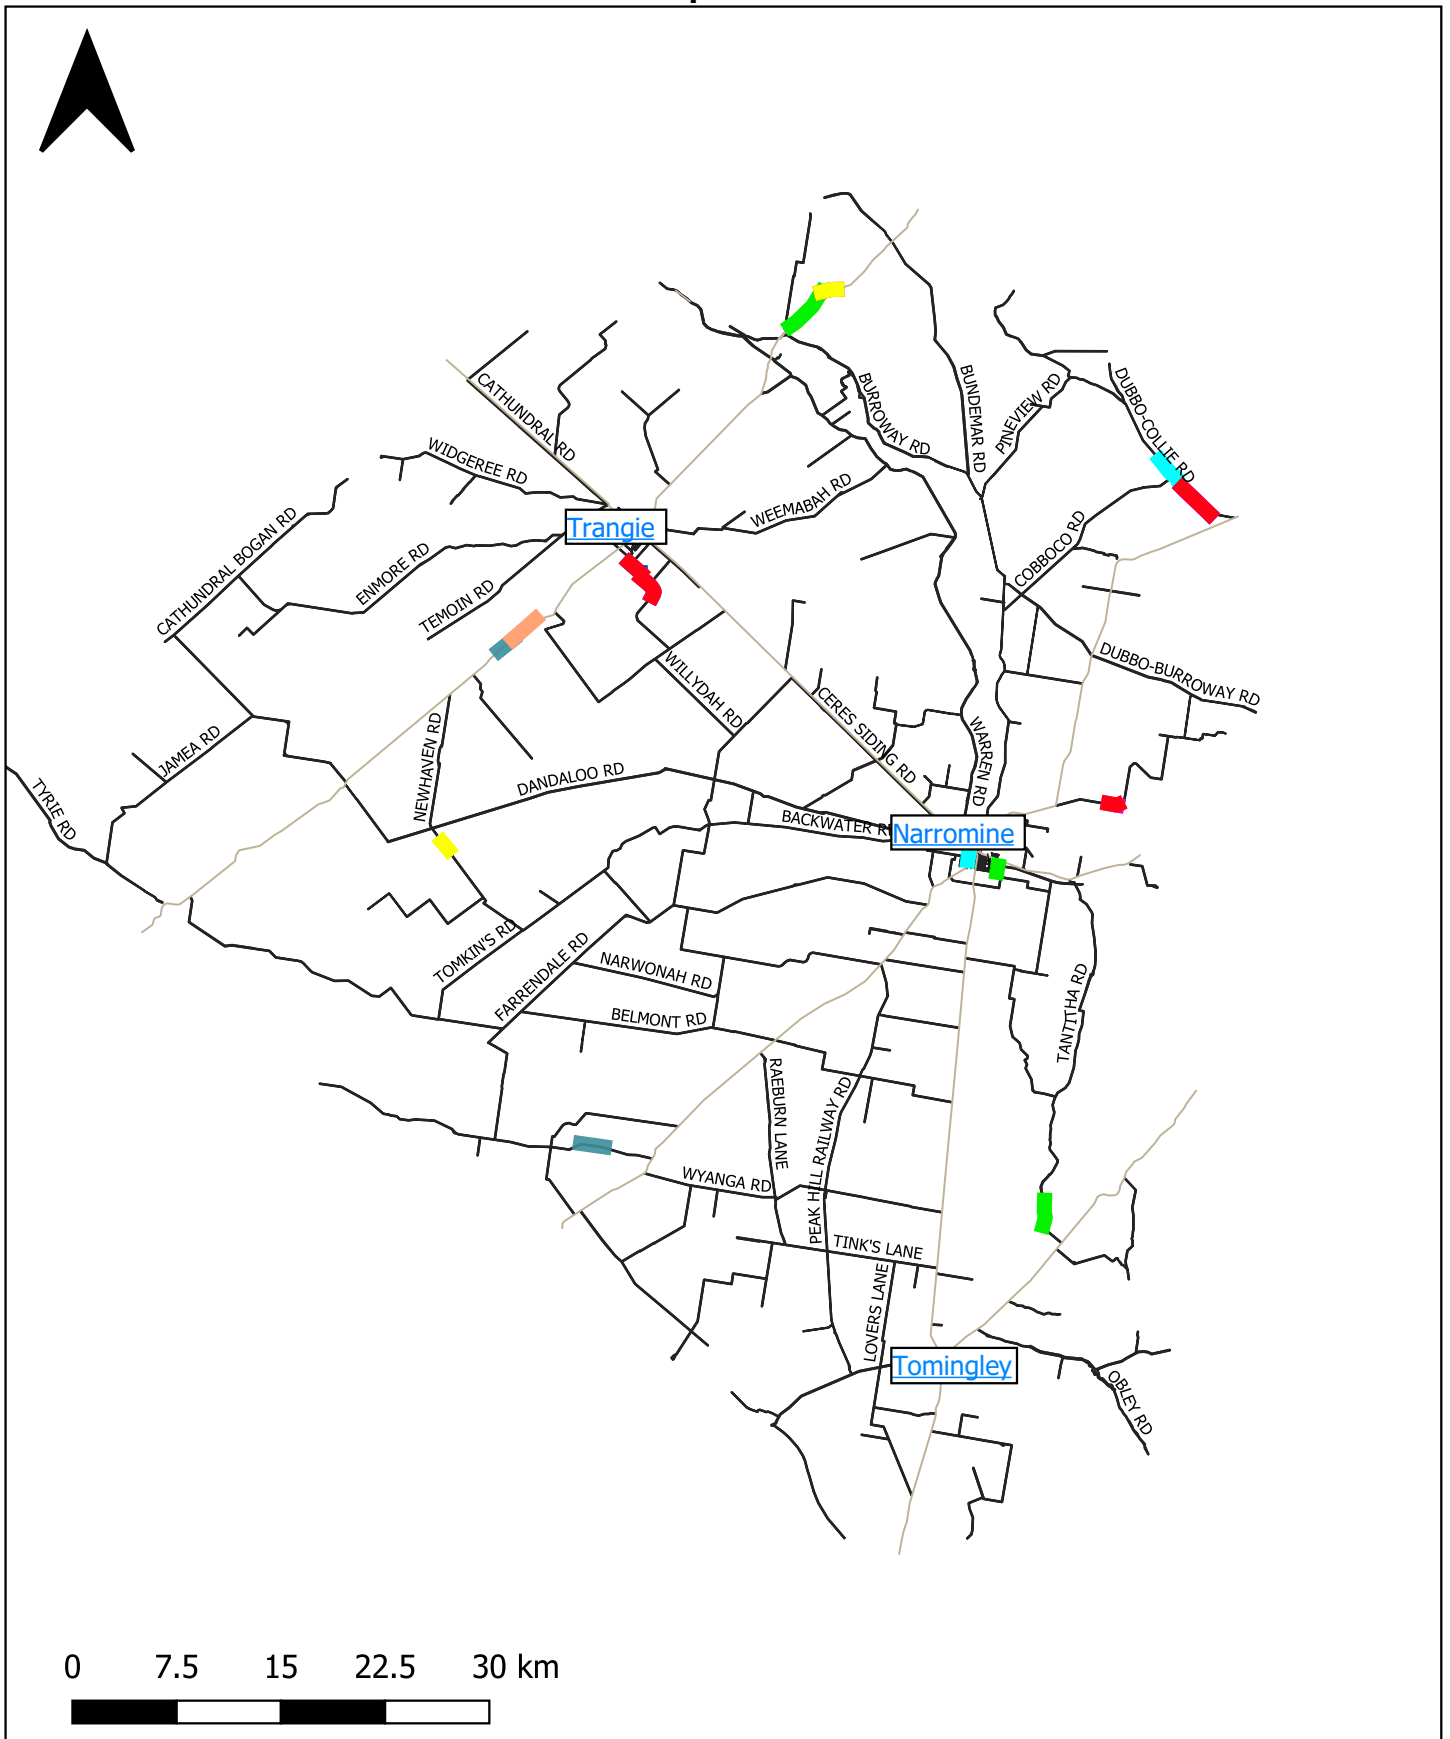 CATHUNDRAL RD
BURROWAY RD
BUNDEMAR RD
PINEVIEW RD
DUBBO-COLLIE RD
WIDGEREE RD
WEEMABAH RD
CATHUNDRAL BOGAN RD
Trangie
ENMORE RD
TEMOIN RD
COBBOCO RD
WILLYDAH RD
DUBBO-BURROWAY RD
CERES SIDING RD
WARREN RD
JAMEA RD
NEWHAVEN RD
DANDALOO RD
TYRIE RD
BACKWATER R
Narromine
TOMKIN'S RD
FARRENDALE RD
NARWONAH RD
BELMONT RD
TANTITHA RD
RAEBURN LANE
PEAK HILL RAILWAY RD
WYANGA RD
TINK'S LANE
LOVERS LANE
Tomingley
OBLEY RD
0 7.5 15 22.5 30 km